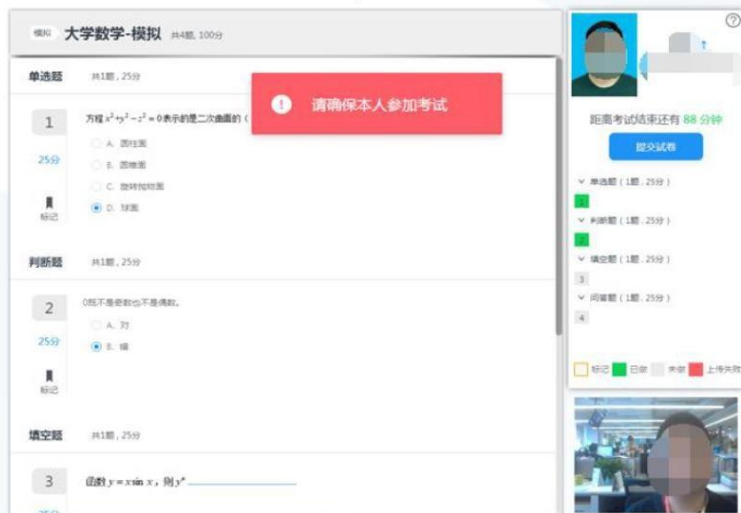 模拟 大学数学-模拟 共4题, 100分
单选题 共1题, 25分
请确保本人参加考试
1
方程 x²+y²−z²=0表示的是二次曲面的（
25分
A. 圆柱面
B. 圆锥面
C. 旋转抛物面
标记
D. 球面
判断题 共1题, 25分
2
0既不是奇数也不是偶数。
25分
A. 对
B. 错
标记
填空题 共1题, 25分
3
函数 y = x sin x，则 y″
25分
?
距离考试结束还有 88 分钟
提交试卷
单选题（1题, 25分）
1
判断题（1题, 25分）
2
填空题（1题, 25分）
3
问答题（1题, 25分）
4
标记 已做 未做 上传失败